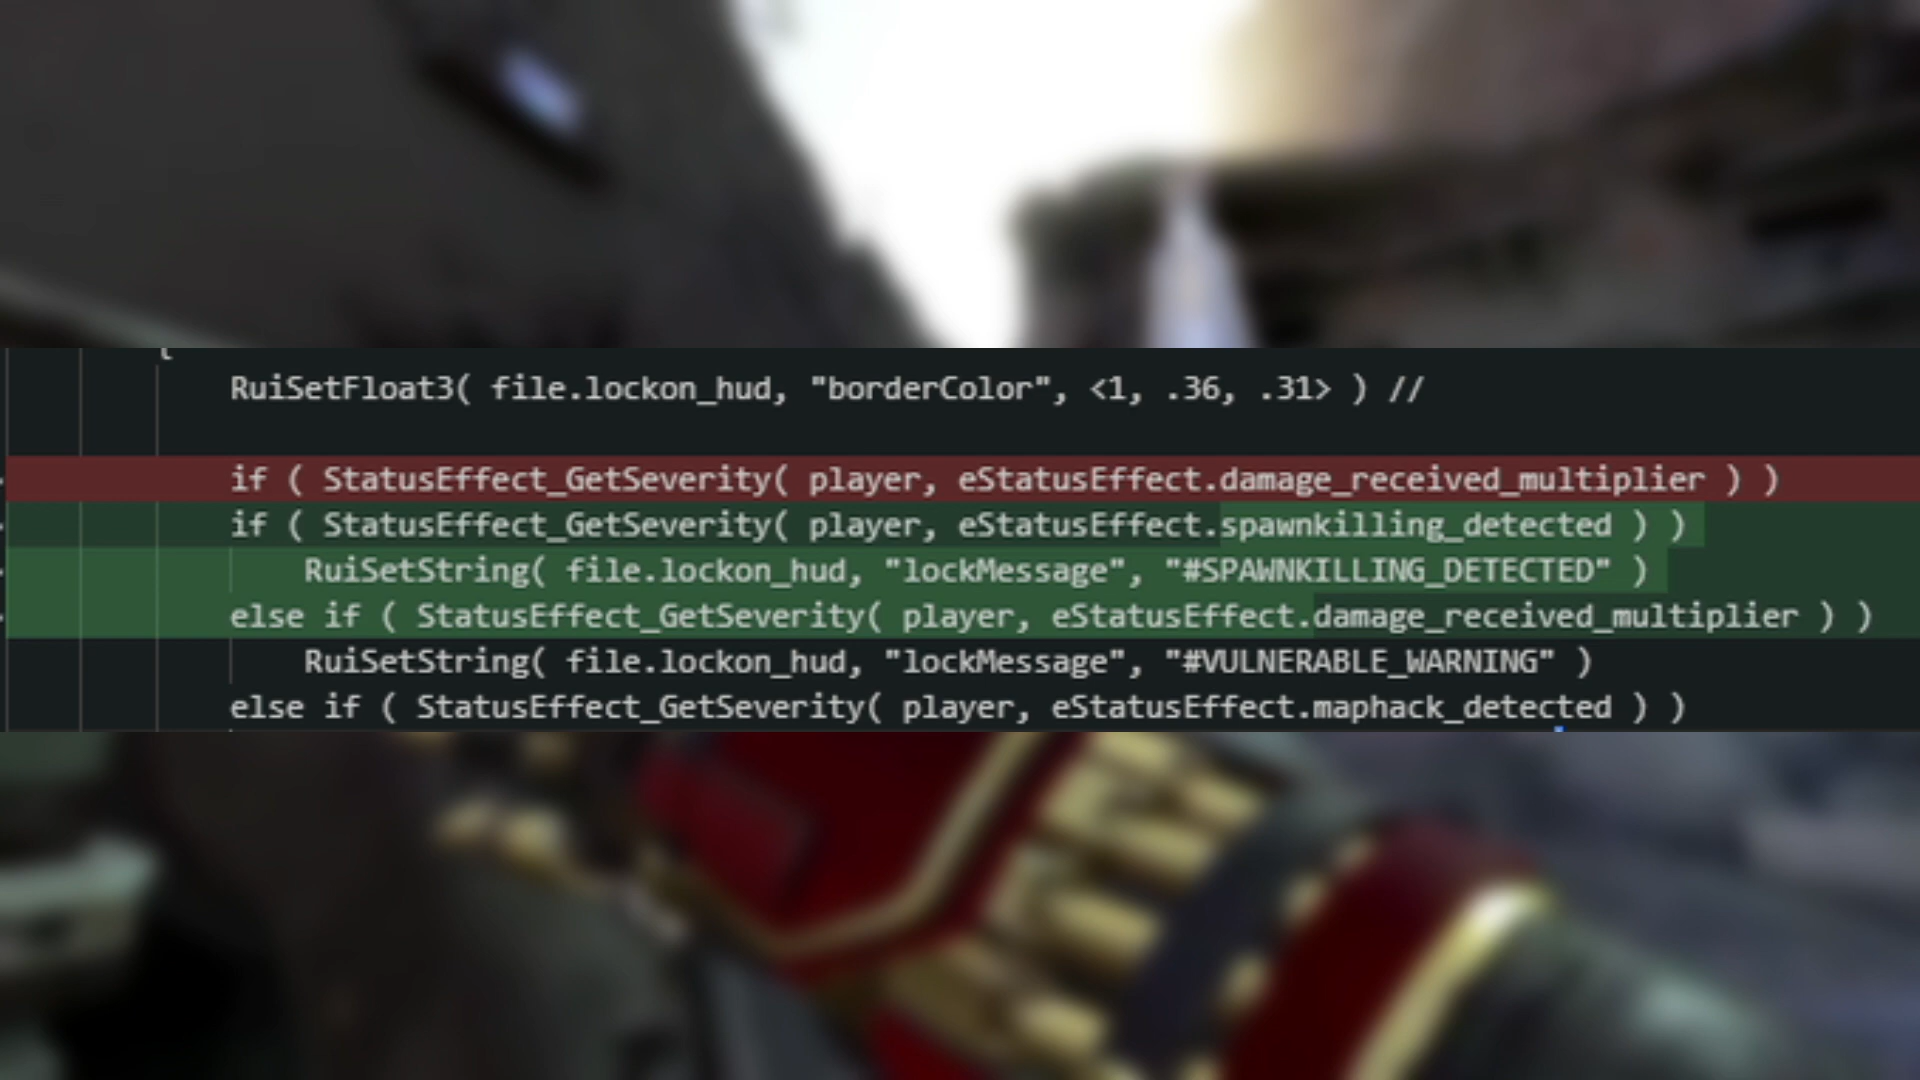 {
RuiSetFloat3( file.lockon_hud, "borderColor", <1, .36, .31> ) //
if ( StatusEffect_GetSeverity( player, eStatusEffect.damage_received_multiplier ) )
if ( StatusEffect_GetSeverity( player, eStatusEffect.spawnkilling_detected ) )
RuiSetString( file.lockon_hud, "lockMessage", "#SPAWNKILLING_DETECTED" )
else if ( StatusEffect_GetSeverity( player, eStatusEffect.damage_received_multiplier ) )
RuiSetString( file.lockon_hud, "lockMessage", "#VULNERABLE_WARNING" )
else if ( StatusEffect_GetSeverity( player, eStatusEffect.maphack_detected ) )